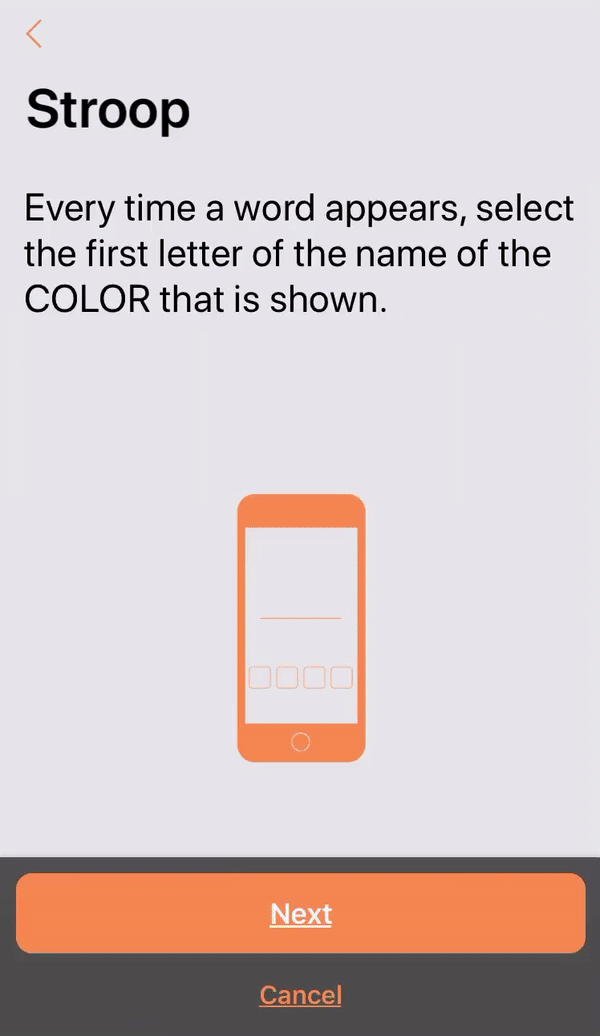 Stroop
Every time a word appears, select
the first letter of the name of the
COLOR that is shown.
Next
Cancel